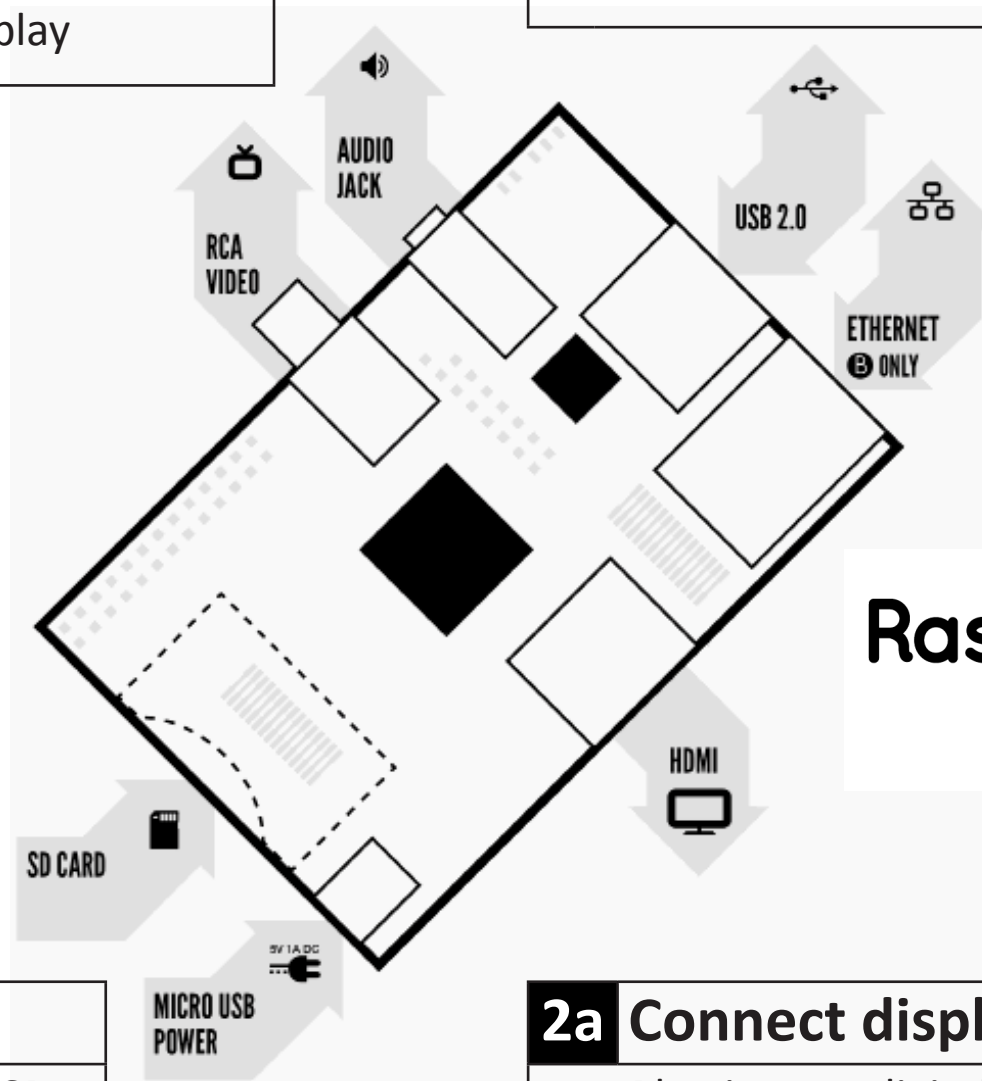 play
AUDIO
JACK
RCA
VIDEO
USB 2.0
ETHERNET
B ONLY
Ras
HDMI
SD CARD
5V 1A DC
MICRO USB
POWER
2a Connect displ